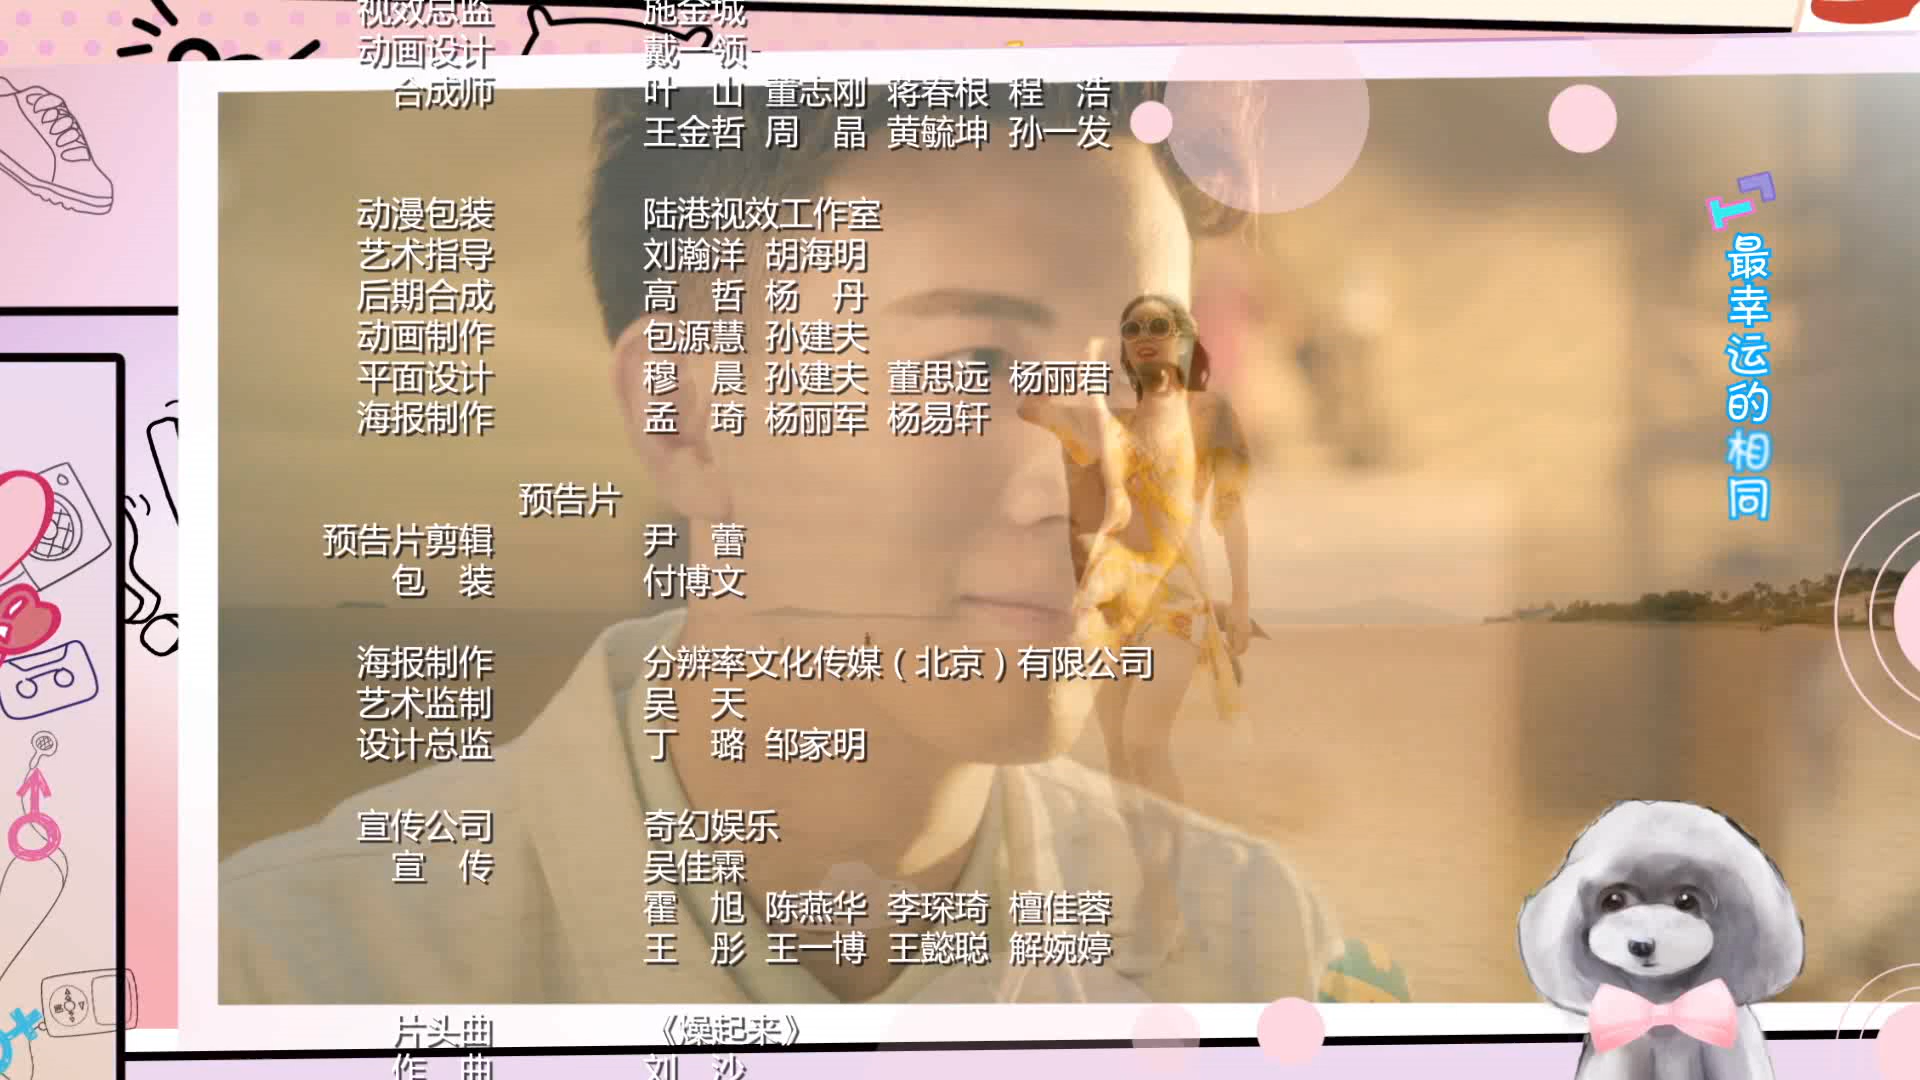 视效总监 施金城
动画设计 戴一领
合成师 叶 山 董志刚 蒋春根 程 浩
王金哲 周 晶 黄毓坤 孙一发
动漫包装 陆港视效工作室
艺术指导 刘瀚洋 胡海明
后期合成 高 哲 杨 丹
动画制作 包源慧 孙建夫
平面设计 穆 晨 孙建夫 董思远 杨丽君
海报制作 孟 琦 杨丽军 杨易轩
预告片
预告片剪辑 尹 蕾
包 装 付博文
海报制作 分辨率文化传媒（北京）有限公司
艺术监制 吴 天
设计总监 丁 璐 邹家明
宣传公司 奇幻娱乐
宣 传 吴佳霖
霍 旭 陈燕华 李琛琦 檀佳蓉
王 彤 王一博 王懿聪 解婉婷
片头曲 《燥起来》
作 曲 刘 沙
最幸运的相同